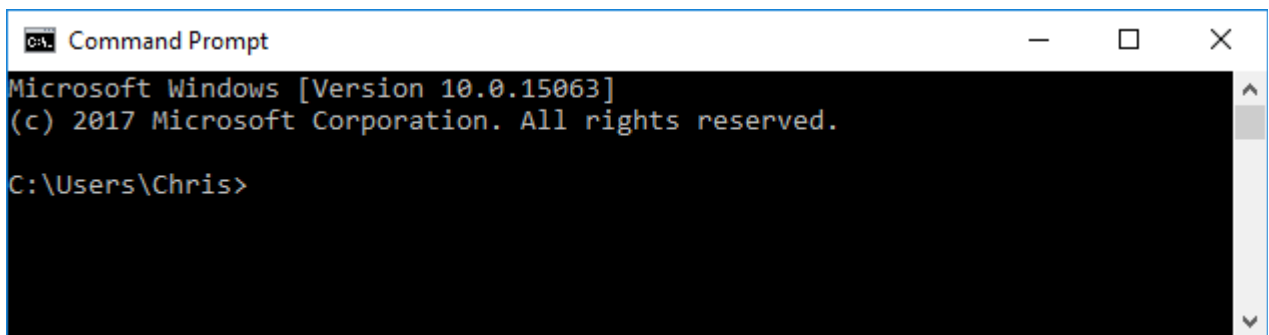 C:\. Command Prompt
Microsoft Windows [Version 10.0.15063]
(c) 2017 Microsoft Corporation. All rights reserved.
C:\Users\Chris>